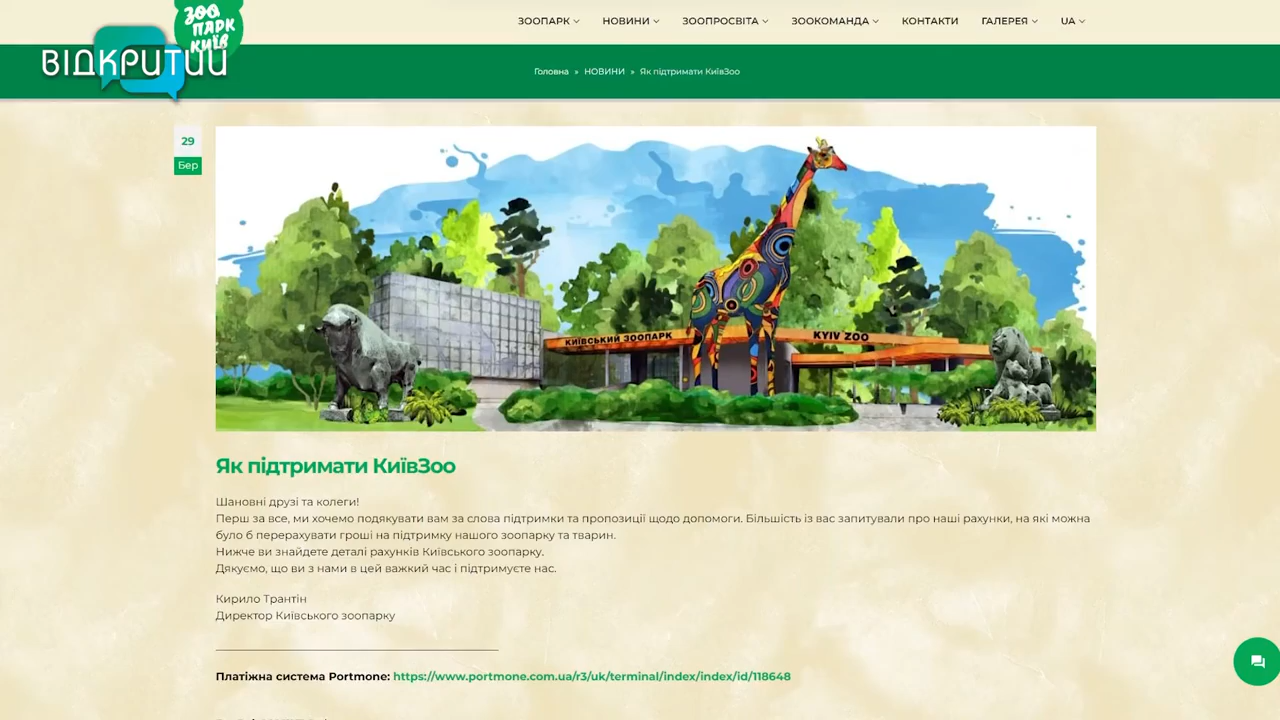 ЗОО
ПАРК
КИЇВ
ВІДКРИТИЙ
ЗООПАРК
НОВИНИ
ЗООПРОСВІТА
ЗООКОМАНДА
КОНТАКТИ
ГАЛЕРЕЯ
UA
Головна » НОВИНИ » Як підтримати КиївЗоо
29
Бер
КИЇВСЬКИЙ ЗООПАРК
KYIV ZOO
Як підтримати КиївЗоо
Шановні друзі та колеги!
Перш за все, ми хочемо подякувати вам за слова підтримки та пропозиції щодо допомоги. Більшість із вас запитували про наші рахунки, на які можна
було б перерахувати гроші на підтримку нашого зоопарку та тварин.
Нижче ви знайдете деталі рахунків Київського зоопарку.
Дякуємо, що ви з нами в цей важкий час і підтримуєте нас.
Кирило Трантін
Директор Київського зоопарку
Платіжна система Portmone: https://www.portmone.com.ua/r3/uk/terminal/index/index/id/118648